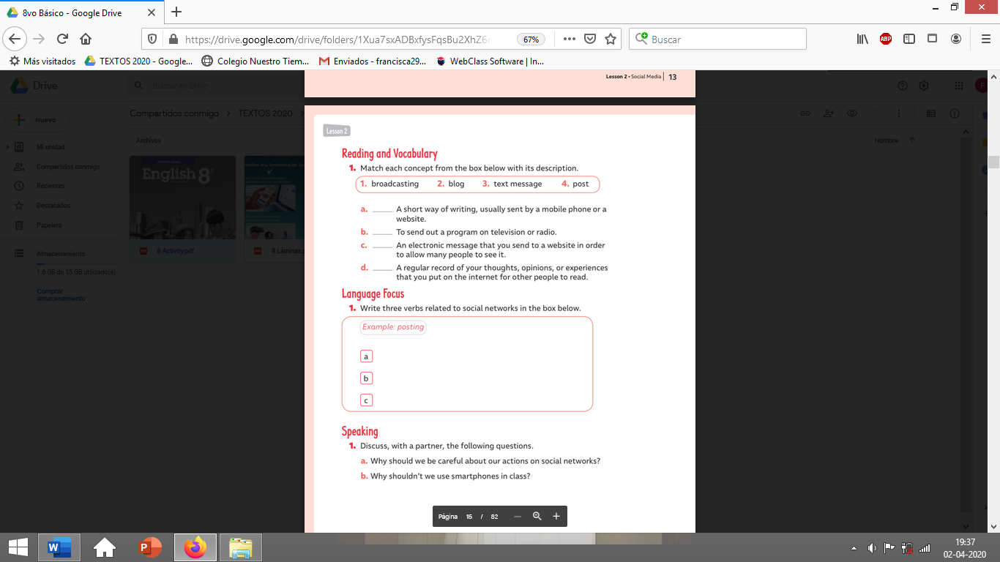 8vo Básico - Google Drive
https://drive.google.com/drive/folders/1Xua7sxADBxfysFqsBu2XhZ6r
67%
Buscar
Más visitados
TEXTOS 2020 - Google...
Colegio Nuestro Tiem...
Enviados - francisca29...
WebClass Software | In...
Lesson 2 • Social Media 13
Drive
Buscar en Drive
Nuevo
Compartidos conmigo
TEXTOS 2020
Archivos
Nombre
Mi unidad
Compartidos conmigo
Recientes
Destacados
Papelera
Almacenamiento
1.6 GB de 15 GB utilizado(s)
Comprar
almacenamiento
English 8°
8 Activity.pdf
8 Láminas.p
Lesson 2
Reading and Vocabulary
1. Match each concept from the box below with its description.
1. broadcasting 2. blog 3. text message 4. post
a. _____ A short way of writing, usually sent by a mobile phone or a
website.
b. _____ To send out a program on television or radio.
c. _____ An electronic message that you send to a website in order
to allow many people to see it.
d. _____ A regular record of your thoughts, opinions, or experiences
that you put on the internet for other people to read.
Language Focus
1. Write three verbs related to social networks in the box below.
Example: posting
a
b
c
Speaking
1. Discuss, with a partner, the following questions.
a. Why should we be careful about our actions on social networks?
b. Why shouldn't we use smartphones in class?
Página 15 / 82
19:37
02-04-2020